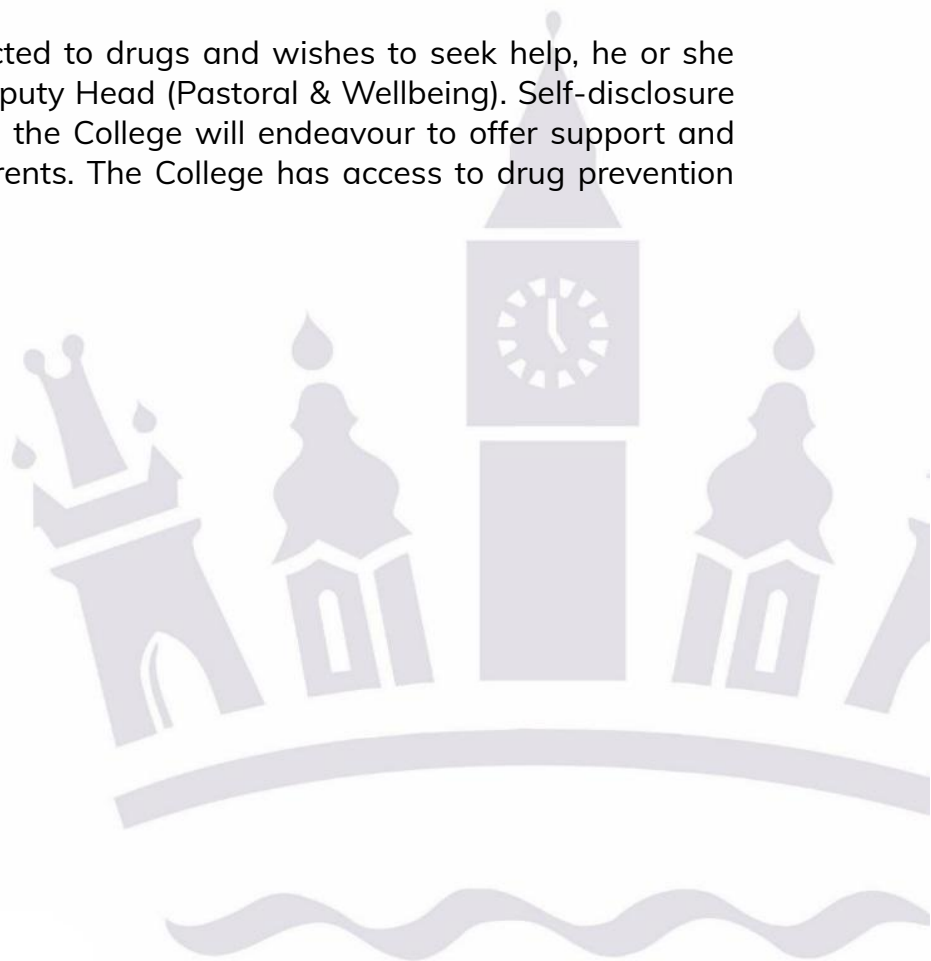 cted to drugs and wishes to seek help, he or she
puty Head (Pastoral & Wellbeing). Self-disclosure
the College will endeavour to offer support and
rents. The College has access to drug prevention